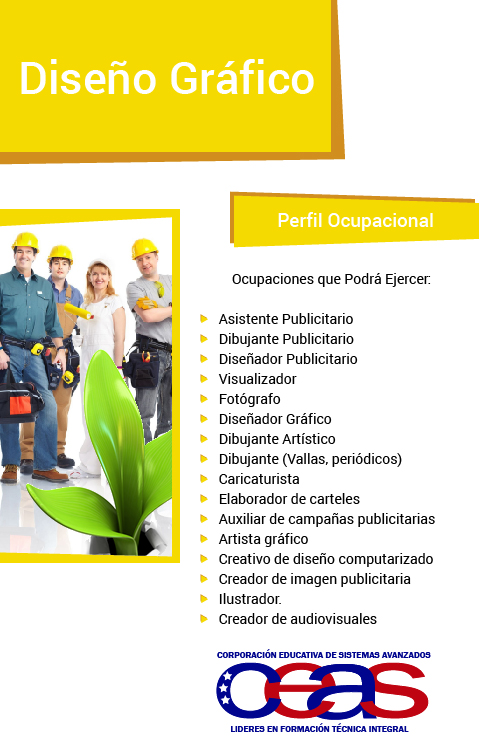 Diseño Gráfico
Perfil Ocupacional
Ocupaciones que Podrá Ejercer:
Asistente Publicitario
Dibujante Publicitario
Diseñador Publicitario
Visualizador
Fotógrafo
Diseñador Gráfico
Dibujante Artístico
Dibujante (Vallas, periódicos)
Caricaturista
Elaborador de carteles
Auxiliar de campañas publicitarias
Artista gráfico
Creativo de diseño computarizado
Creador de imagen publicitaria
Ilustrador.
Creador de audiovisuales
CORPORACIÓN EDUCATIVA DE SISTEMAS AVANZADOS
ceas
LIDERES EN FORMACIÓN TÉCNICA INTEGRAL